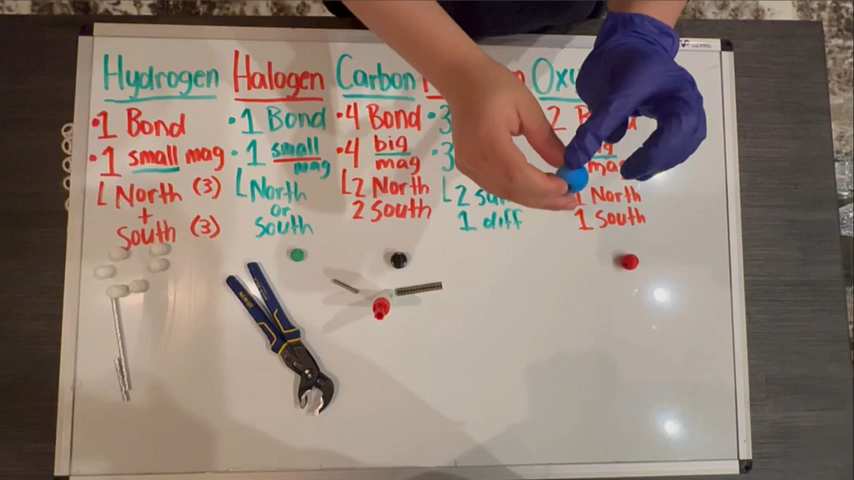 Hydrogen Halogen Carbon
•1 Bond
•1 small mag
North (3)
+
South (3)
•1 Bond
•1 small mag
North
or
South
•4 Bond
•4 big mag
2 North
2 South
•3
•3
1 diff
2
mag
1 North
1 South